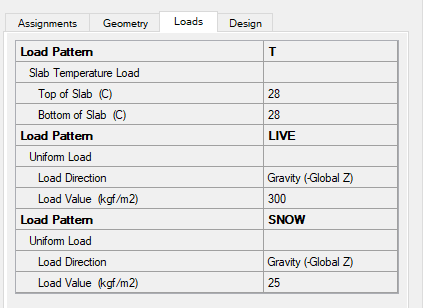 Assignments Geometry Loads Design
Load Pattern T
Slab Temperature Load
Top of Slab (C) 28
Bottom of Slab (C) 28
Load Pattern LIVE
Uniform Load
Load Direction Gravity (-Global Z)
Load Value (kgf/m2) 300
Load Pattern SNOW
Uniform Load
Load Direction Gravity (-Global Z)
Load Value (kgf/m2) 25